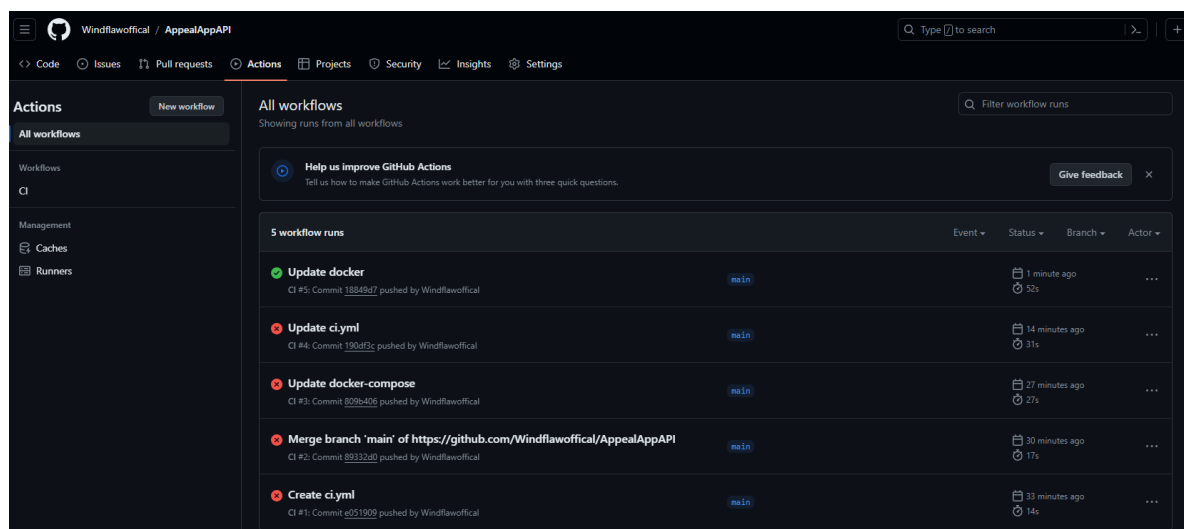 Windflawoffical / AppealAppAPI
Type / to search
Code Issues Pull requests Actions Projects Security Insights Settings
Actions
New workflow
All workflows
Workflows
CI
Management
Caches
Runners
All workflows
Showing runs from all workflows
Filter workflow runs
Help us improve GitHub Actions
Tell us how to make GitHub Actions work better for you with three quick questions.
Give feedback
5 workflow runs
Event Status Branch Actor
Update docker
main
1 minute ago
CI #5: Commit 18849d7 pushed by Windflawoffical
52s
Update ci.yml
main
14 minutes ago
CI #4: Commit 190df3c pushed by Windflawoffical
31s
Update docker-compose
main
27 minutes ago
CI #3: Commit 809b406 pushed by Windflawoffical
27s
Merge branch 'main' of https://github.com/Windflawoffical/AppealAppAPI
main
30 minutes ago
CI #2: Commit 89332d0 pushed by Windflawoffical
17s
Create ci.yml
main
33 minutes ago
CI #1: Commit e051909 pushed by Windflawoffical
14s